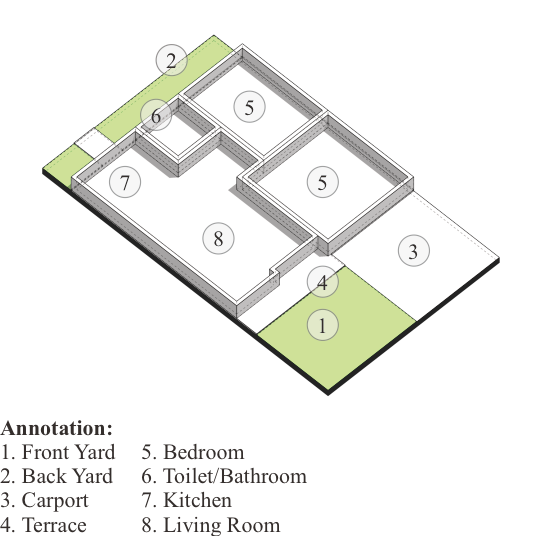 2
5
6
7
5
8
3
4
1
Annotation:
1. Front Yard 5. Bedroom
2. Back Yard 6. Toilet/Bathroom
3. Carport 7. Kitchen
4. Terrace 8. Living Room